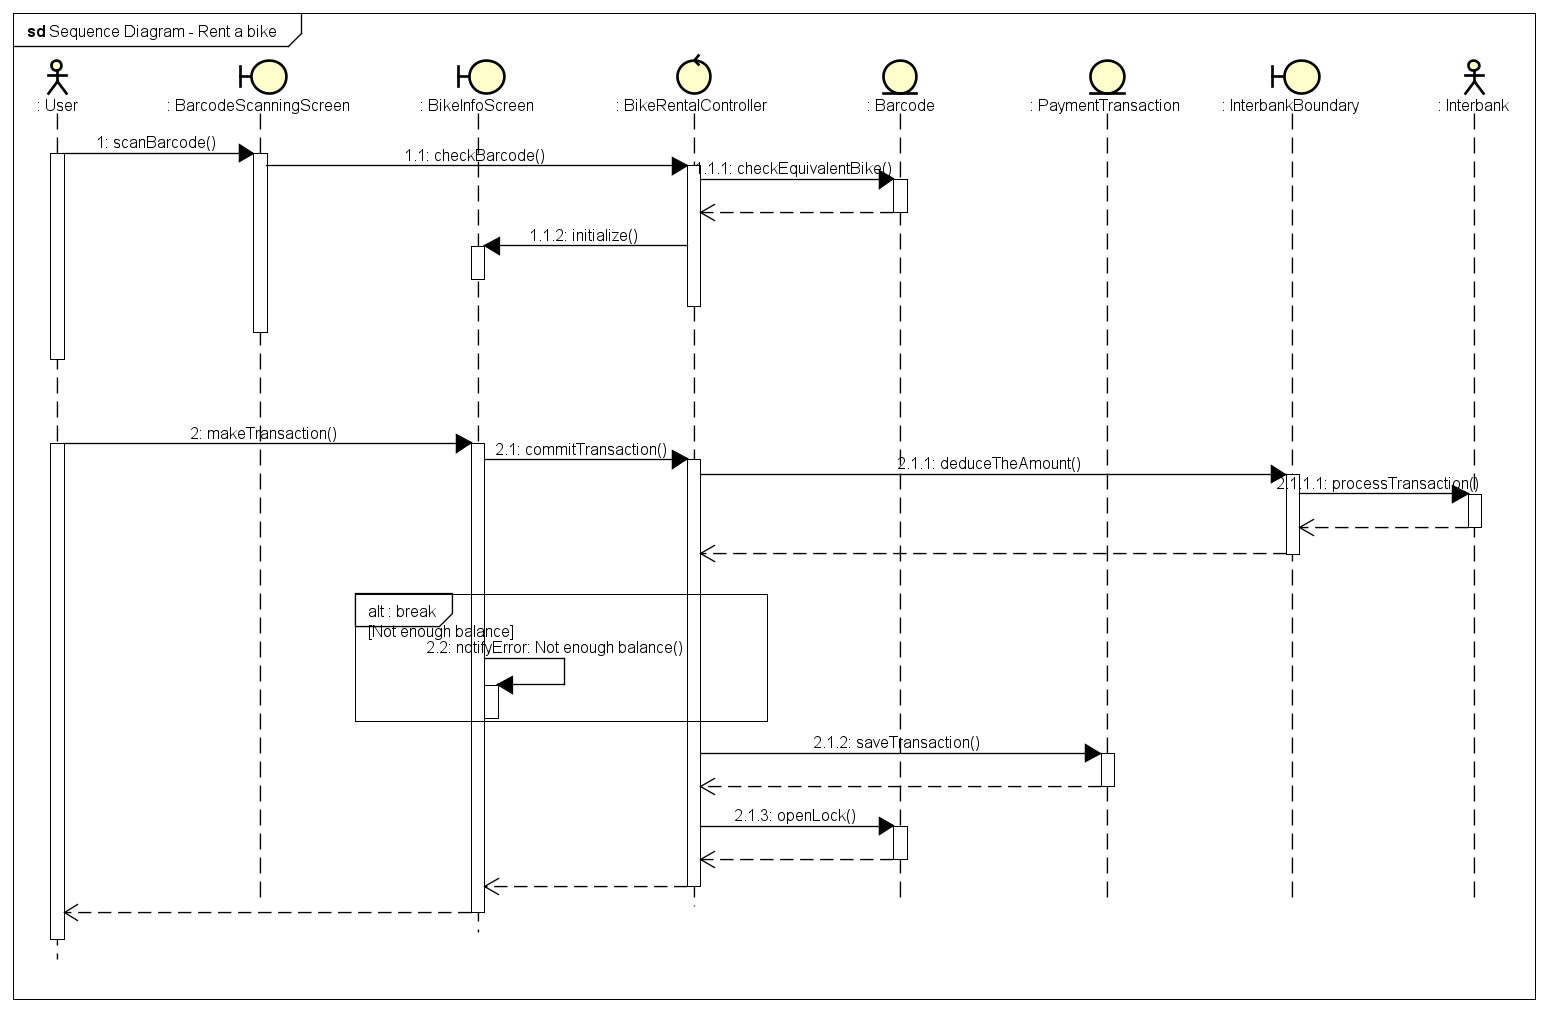 sd Sequence Diagram - Rent a bike
: User
: BarcodeScanningScreen
: BikeInfoScreen
: BikeRentalController
: Barcode
: PaymentTransaction
: InterbankBoundary
: Interbank
1: scanBarcode()
1.1: checkBarcode()
1.1.1: checkEquivalentBike()
1.1.2: initialize()
2: makeTransaction()
2.1: commitTransaction()
2.1.1: deduceTheAmount()
2.1.1.1: processTransaction()
alt : break
[Not enough balance]
2.2: notifyError: Not enough balance()
2.1.2: saveTransaction()
2.1.3: openLock()